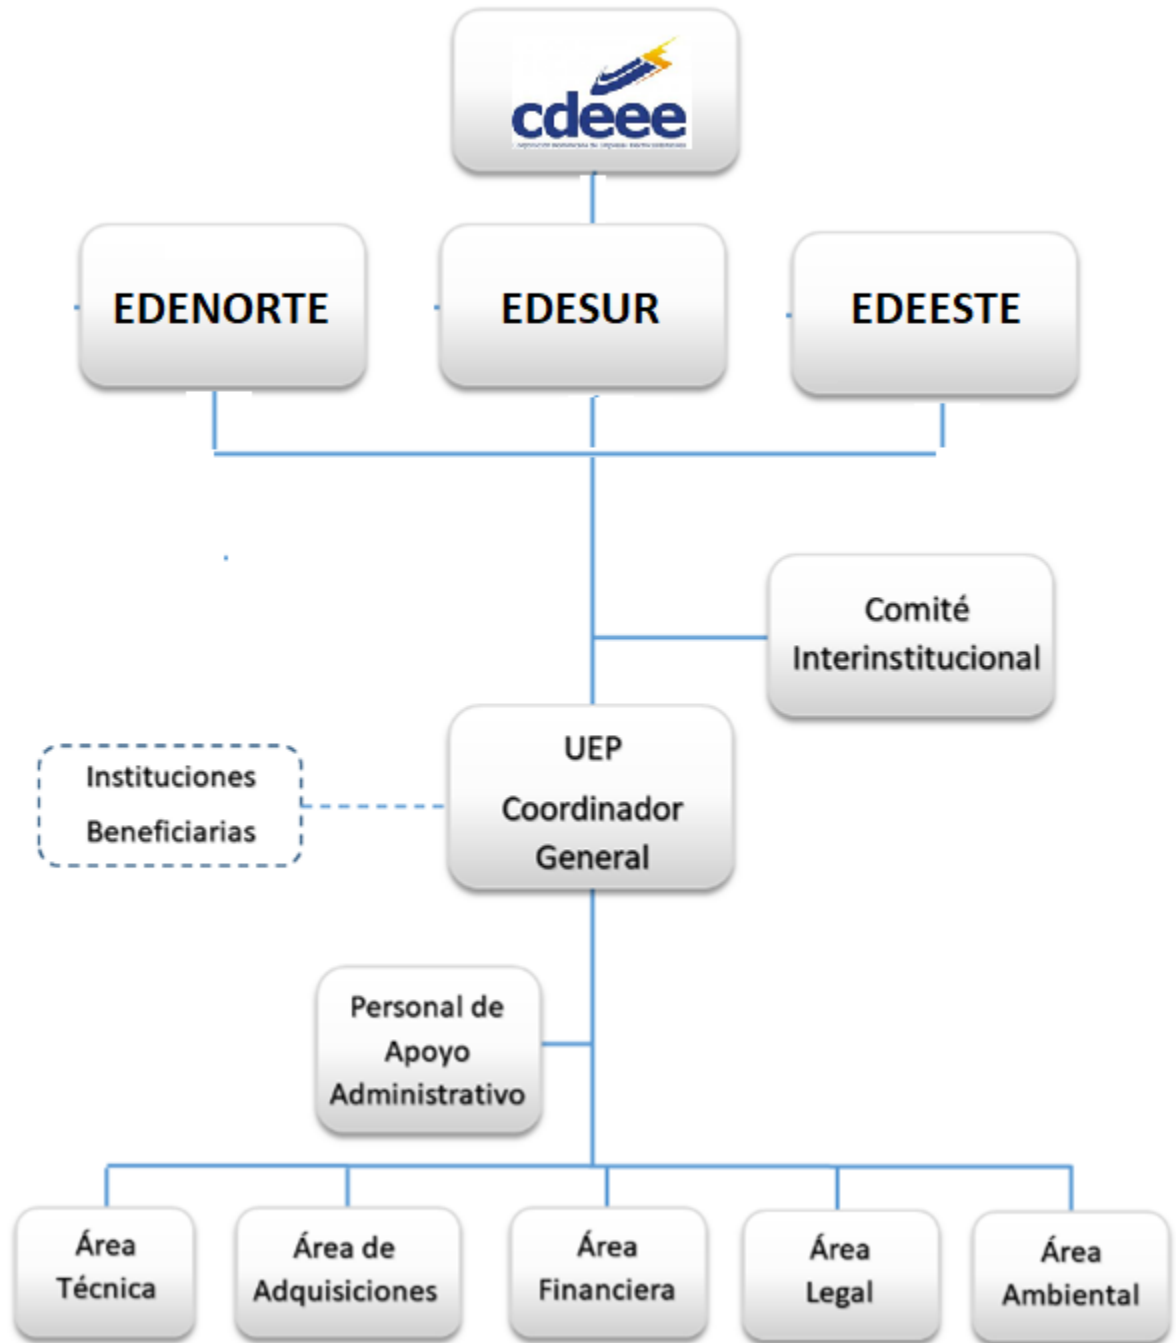 cdeee
EDENORTE
EDESUR
EDEESTE
Comité
Interinstitucional
UEP
Coordinador
General
Instituciones
Beneficiarias
Personal de
Apoyo
Administrativo
Área
Técnica
Área de
Adquisiciones
Área
Financiera
Área
Legal
Área
Ambiental